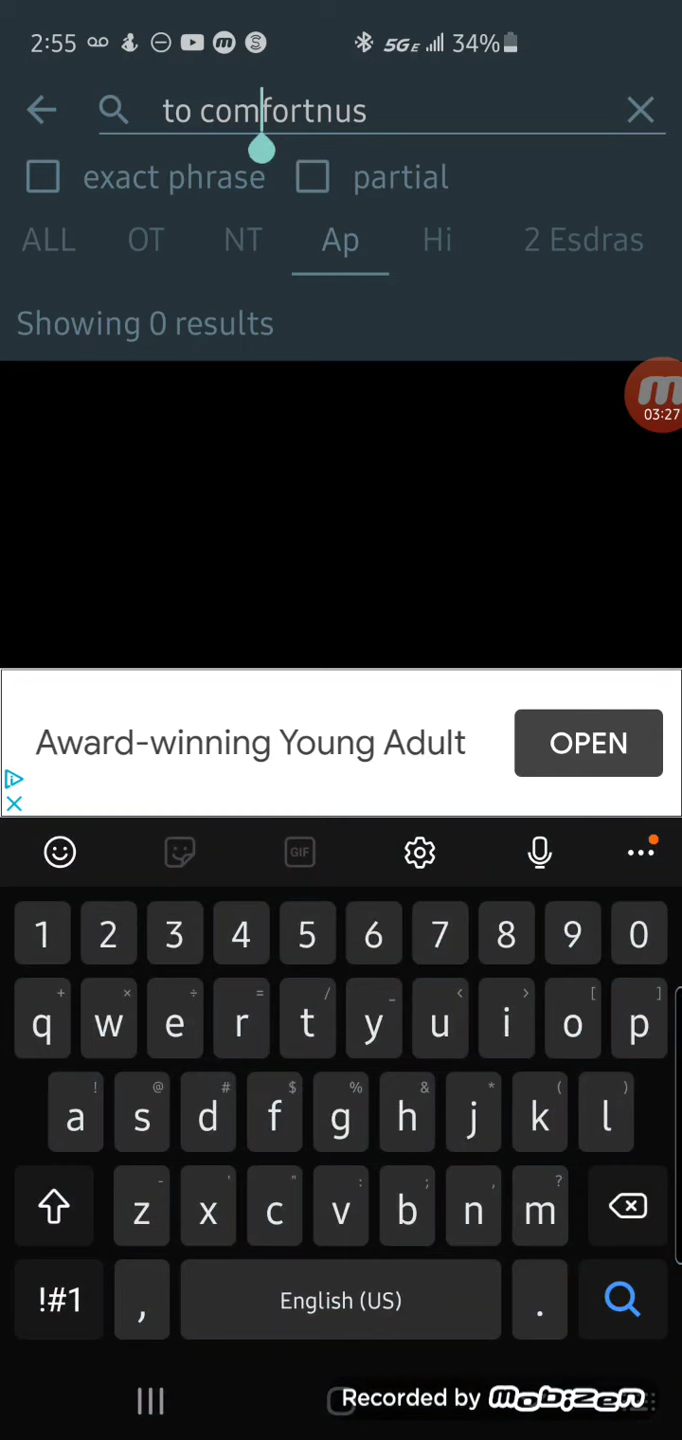 2:55 5GE 34%
to comfortnus
exact phrase partial
ALL OT NT Ap Hi 2 Esdras
Showing 0 results
03:27
Award-winning Young Adult OPEN
GIF
1 2 3 4 5 6 7 8 9 0
+ × ÷ = / _ < > [ ]
q w e r t y u i o p
! @ # $ % & * ( )
a s d f g h j k l
- ' " : ; , ?
z x c v b n m
!#1 , English (US) .
Recorded by mobizen